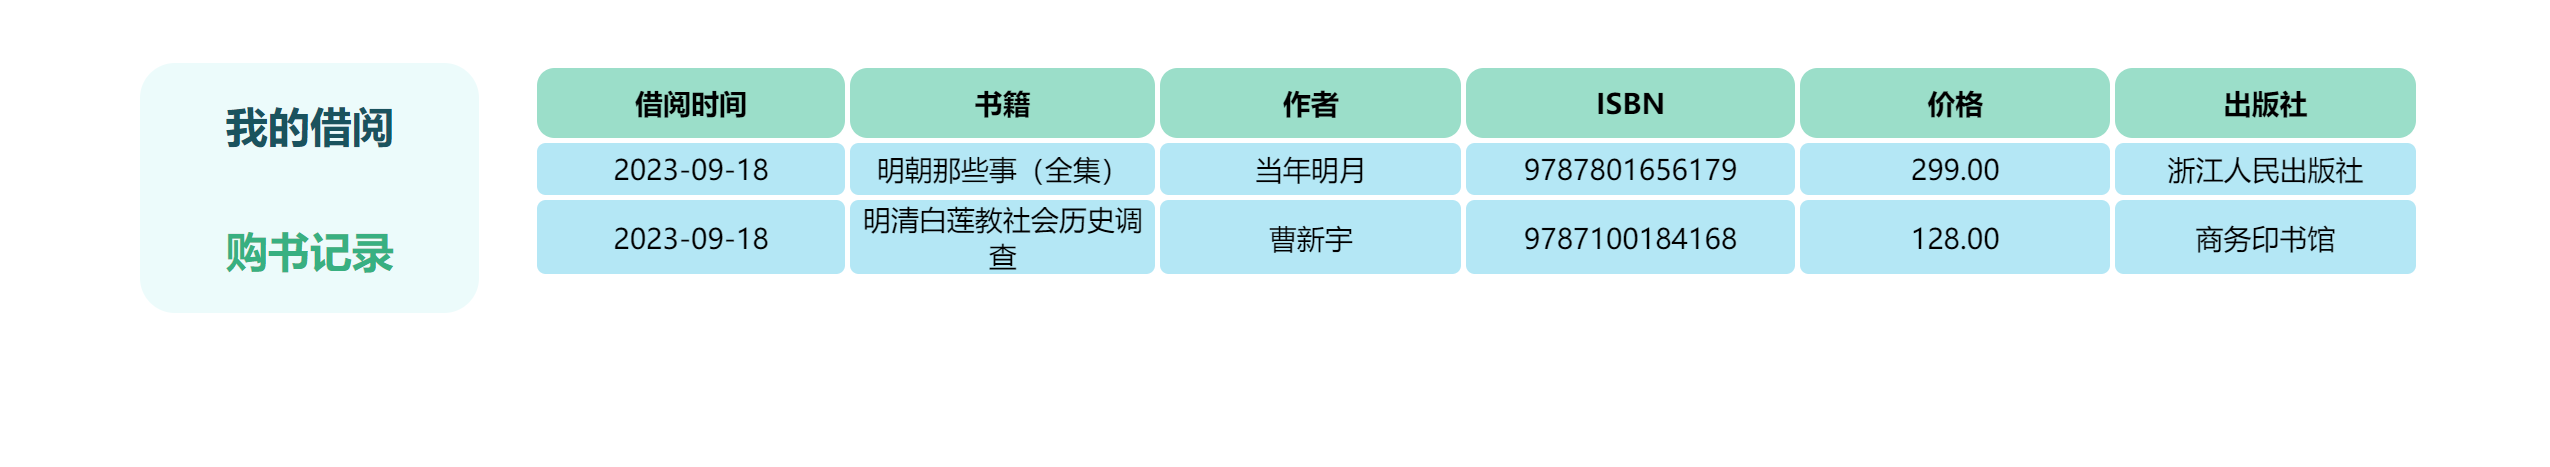 我的借阅
购书记录
借阅时间 书籍 作者 ISBN 价格 出版社
2023-09-18 明朝那些事（全集） 当年明月 9787801656179 299.00 浙江人民出版社
2023-09-18 明清白莲教社会历史调 曹新宇 9787100184168 128.00 商务印书馆
查